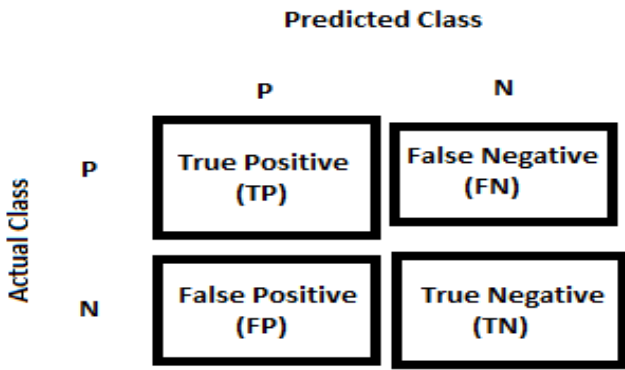 Predicted Class
P N
Actual Class
P
True Positive
(TP)
False Negative
(FN)
N
False Positive
(FP)
True Negative
(TN)